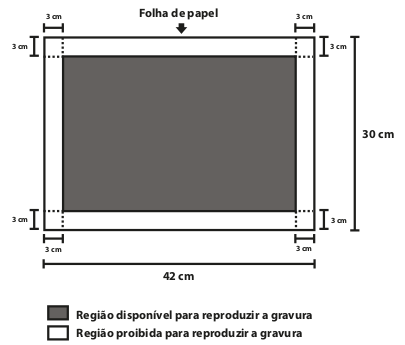 Folha de papel
3 cm
3 cm
3 cm
3 cm
30 cm
3 cm
3 cm
3 cm
3 cm
42 cm
Região disponível para reproduzir a gravura
Região proibida para reproduzir a gravura